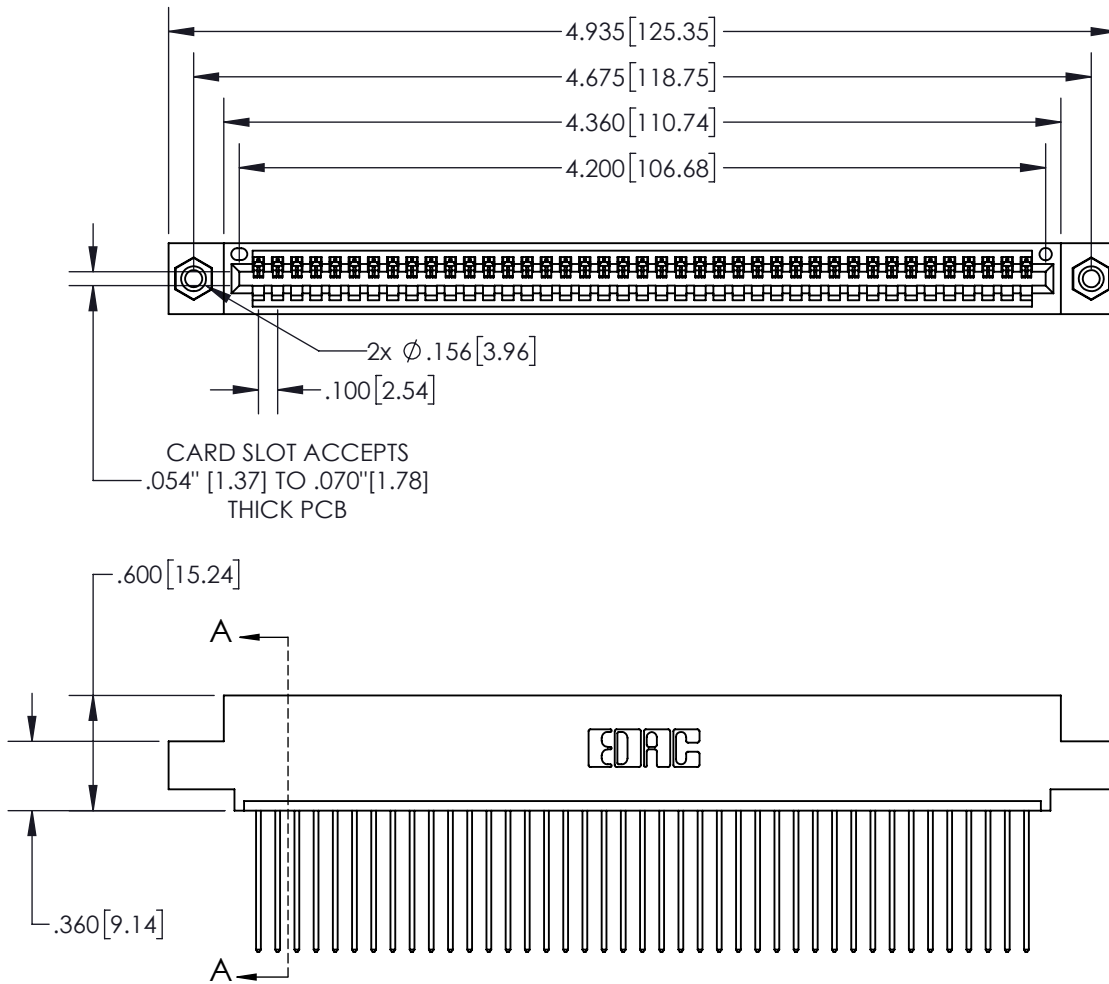 4.935[125.35]
4.675[118.75]
4.360[110.74]
4.200[106.68]
2x Ø.156[3.96]
.100[2.54]
CARD SLOT ACCEPTS
.054" [1.37] TO .070"[1.78]
THICK PCB
.600[15.24]
A
EDAC
.360[9.14]
A